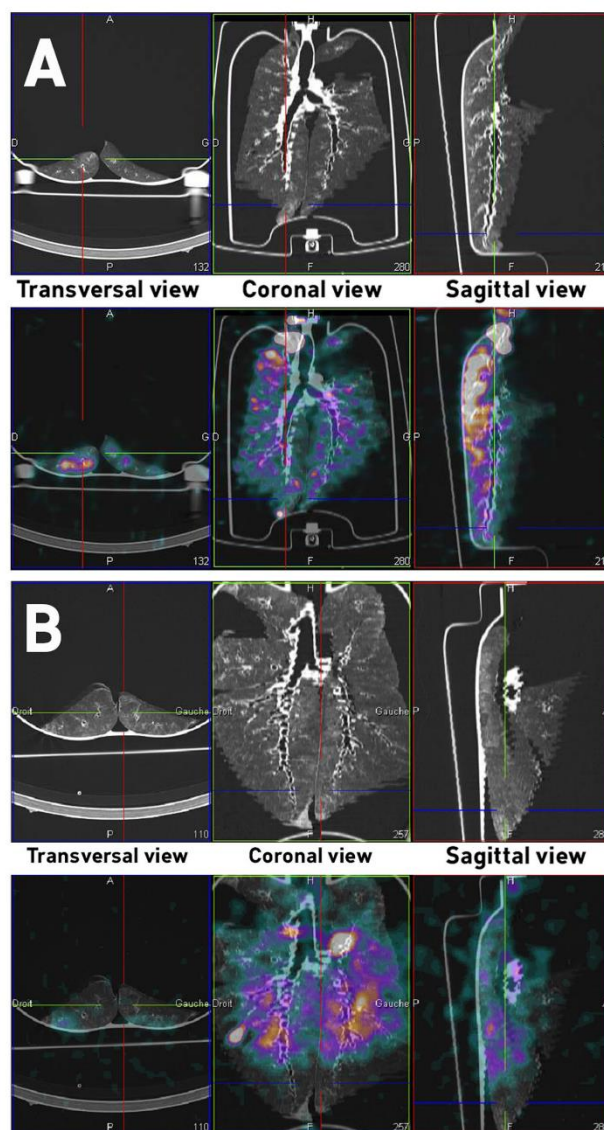 A H H
A
D G D G P
P 132 F 280 F 21
Transversal view Coronal view Sagittal view
A H H
D G D G P
P 132 F 280 F 21
A H H
B
Droit Gauche Droit Gauche P
P 110 F 257 F 28
Transversal view Coronal view Sagittal view
A H H
Droit Gauche Droit Gauche P
P 110 F 257 F 28